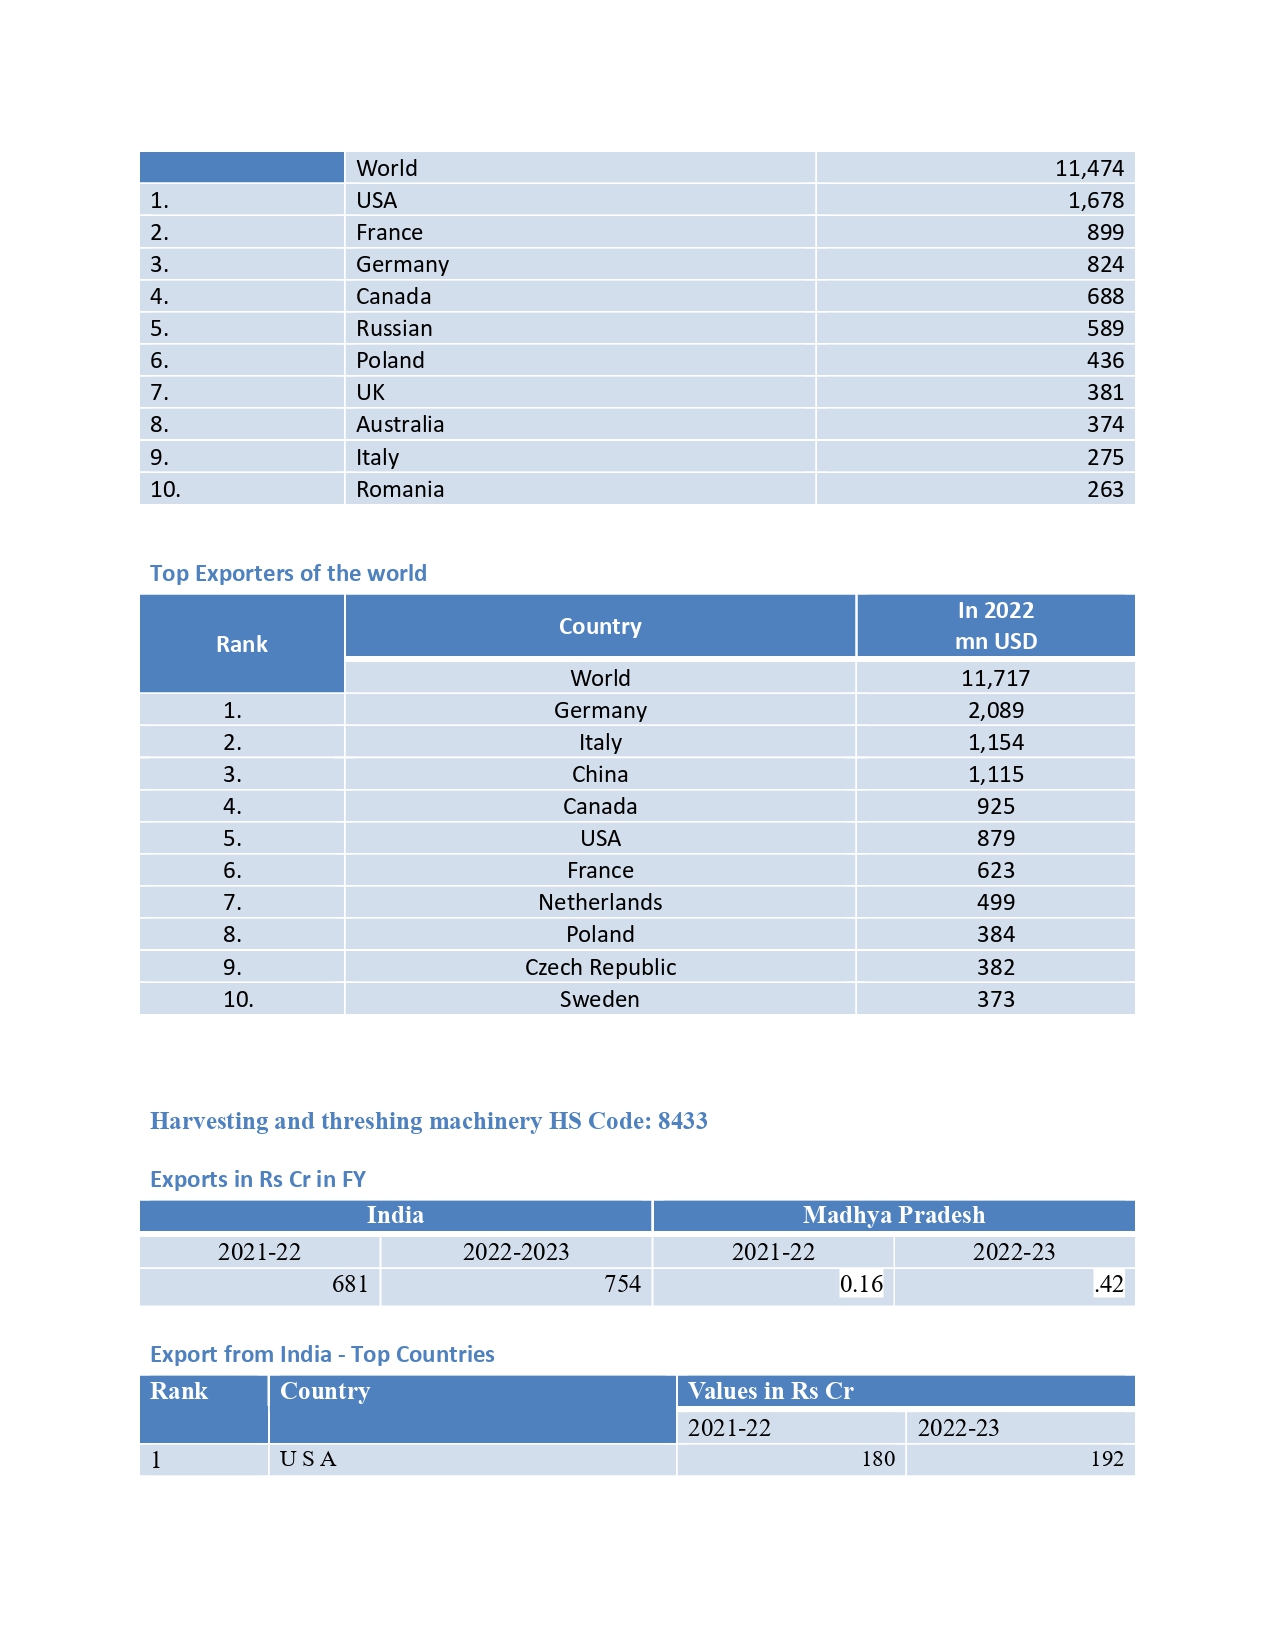 World 11,474
1. USA 1,678
2. France 899
3. Germany 824
4. Canada 688
5. Russian 589
6. Poland 436
7. UK 381
8. Australia 374
9. Italy 275
10. Romania 263
Top Exporters of the world
Rank Country In 2022
mn USD
World 11,717
1. Germany 2,089
2. Italy 1,154
3. China 1,115
4. Canada 925
5. USA 879
6. France 623
7. Netherlands 499
8. Poland 384
9. Czech Republic 382
10. Sweden 373
Harvesting and threshing machinery HS Code: 8433
Exports in Rs Cr in FY
India Madhya Pradesh
2021-22 2022-2023 2021-22 2022-23
681 754 0.16 .42
Export from India - Top Countries
Rank Country Values in Rs Cr
2021-22 2022-23
1 U S A 180 192